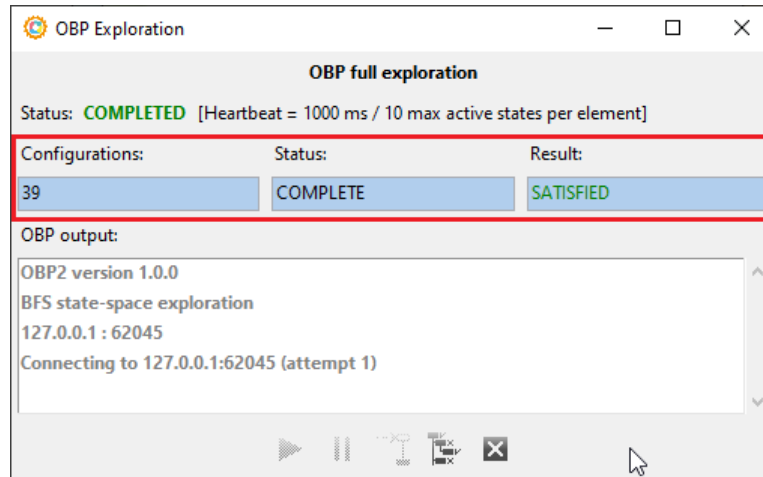 OBP Exploration
OBP full exploration
Status: COMPLETED [Heartbeat = 1000 ms / 10 max active states per element]
Configurations: Status: Result:
39 COMPLETE SATISFIED
OBP output:
OBP2 version 1.0.0
BFS state-space exploration
127.0.0.1 : 62045
Connecting to 127.0.0.1:62045 (attempt 1)